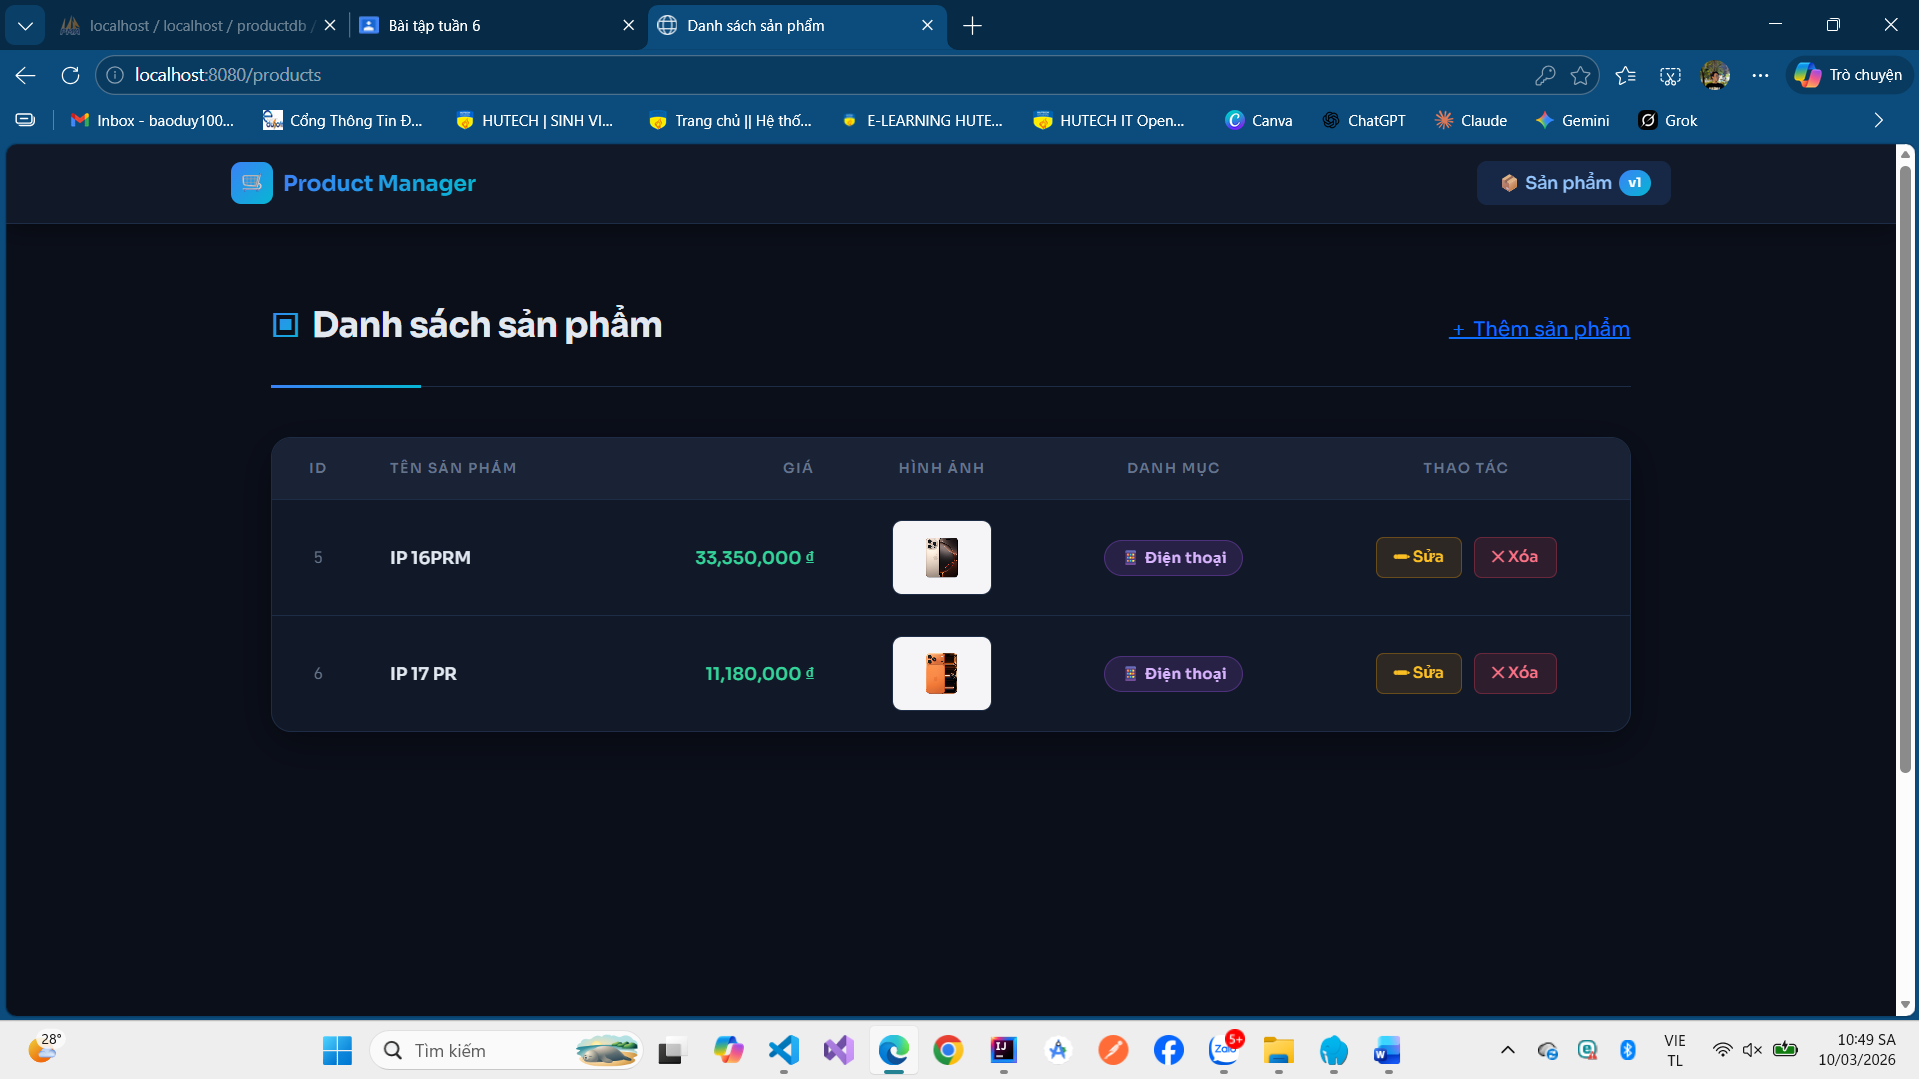 localhost / localhost / productdb /
Bài tập tuần 6
Danh sách sản phẩm
localhost:8080/products
Trò chuyện
Inbox - baoduy100...
Cổng Thông Tin Đ...
HUTECH | SINH VI...
Trang chủ || Hệ thố...
E-LEARNING HUTE...
HUTECH IT Open...
Canva
ChatGPT
Claude
Gemini
Grok
Product Manager
Sản phẩm v1
Danh sách sản phẩm
+ Thêm sản phẩm
ID TÊN SẢN PHẨM GIÁ HÌNH ẢNH DANH MỤC THAO TÁC
5 IP 16PRM 33,350,000 ₫ Điện thoại Sửa Xóa
6 IP 17 PR 11,180,000 ₫ Điện thoại Sửa Xóa
28°
Tìm kiếm
Zalo
5+
VIE
TL
10:49 SA
10/03/2026